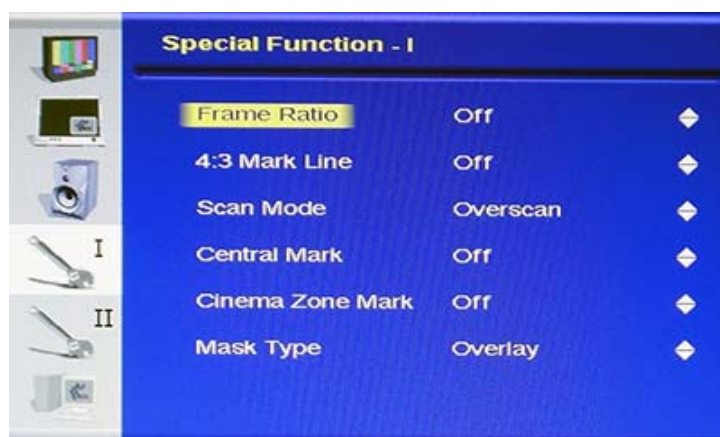 Special Function - I
Frame Ratio Off
4:3 Mark Line Off
Scan Mode Overscan
I Central Mark Off
II Cinema Zone Mark Off
Mask Type Overlay